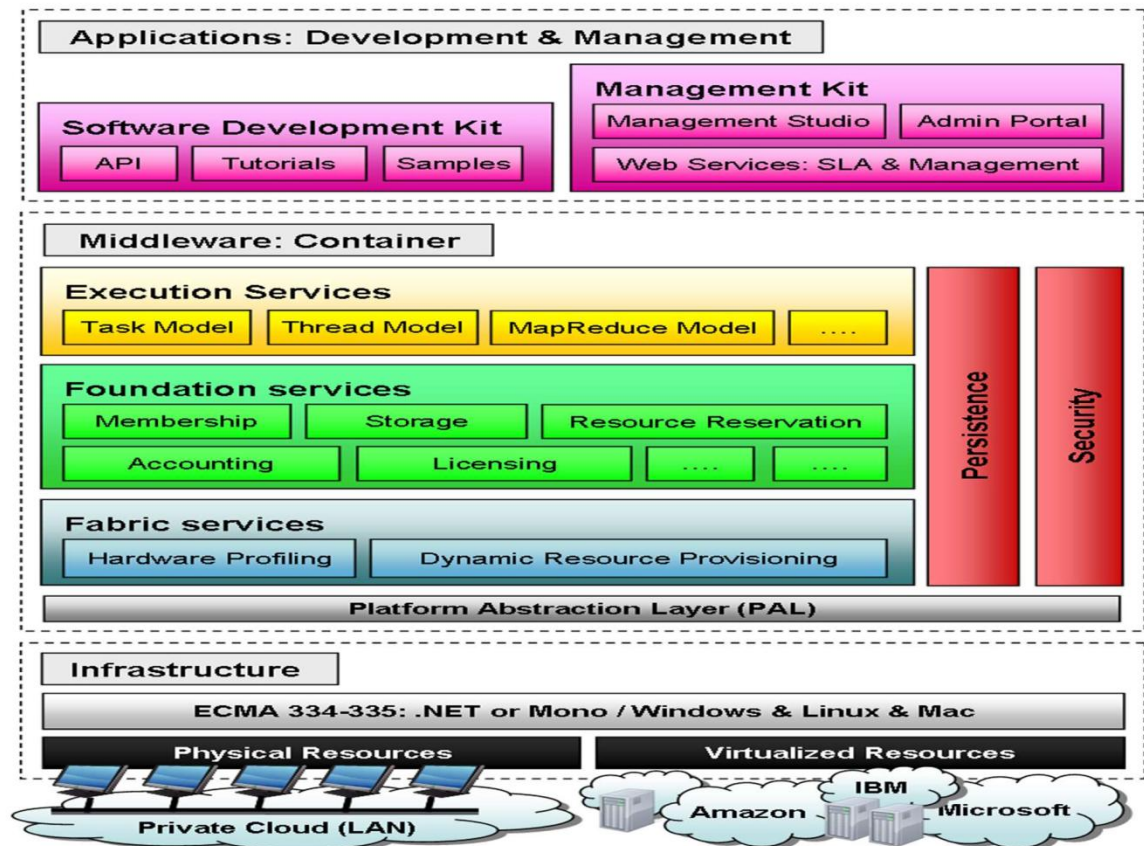 Applications: Development & Management
Management Kit
Management Studio
Admin Portal
Web Services: SLA & Management
Software Development Kit
API
Tutorials
Samples
Middleware: Container
Execution Services
Task Model
Thread Model
MapReduce Model
....
Foundation services
Membership
Storage
Resource Reservation
Accounting
Licensing
....
....
Fabric services
Hardware Profiling
Dynamic Resource Provisioning
Persistence
Security
Platform Abstraction Layer (PAL)
Infrastructure
ECMA 334-335: .NET or Mono / Windows & Linux & Mac
Physical Resources
Virtualized Resources
Private Cloud (LAN)
Amazon
IBM
Microsoft